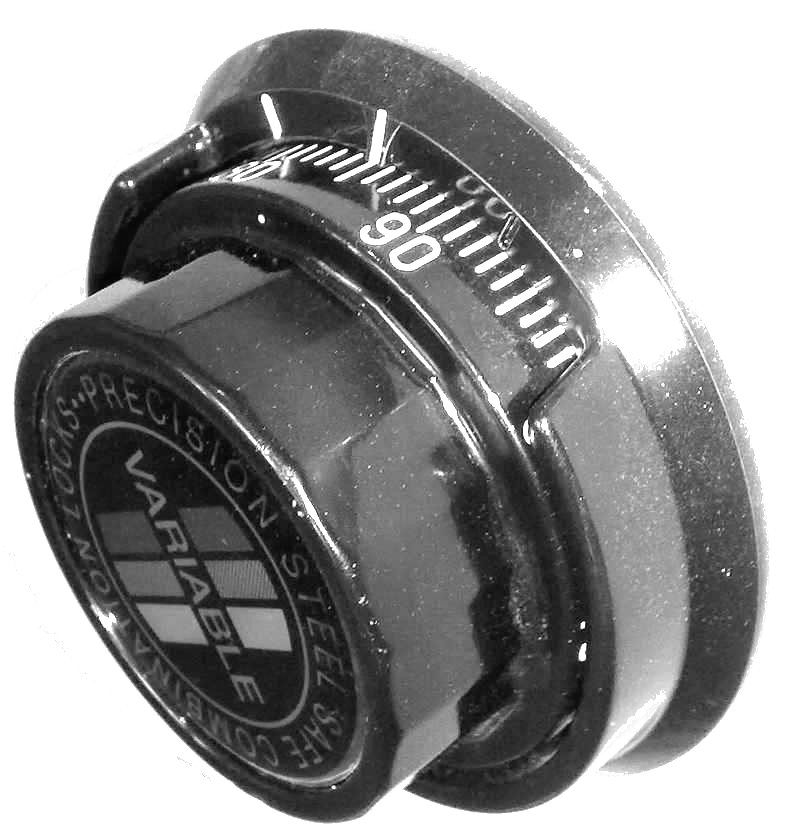 90
PRECISION STEEL SAFE COMBINATION LOCKS
VARIABLE